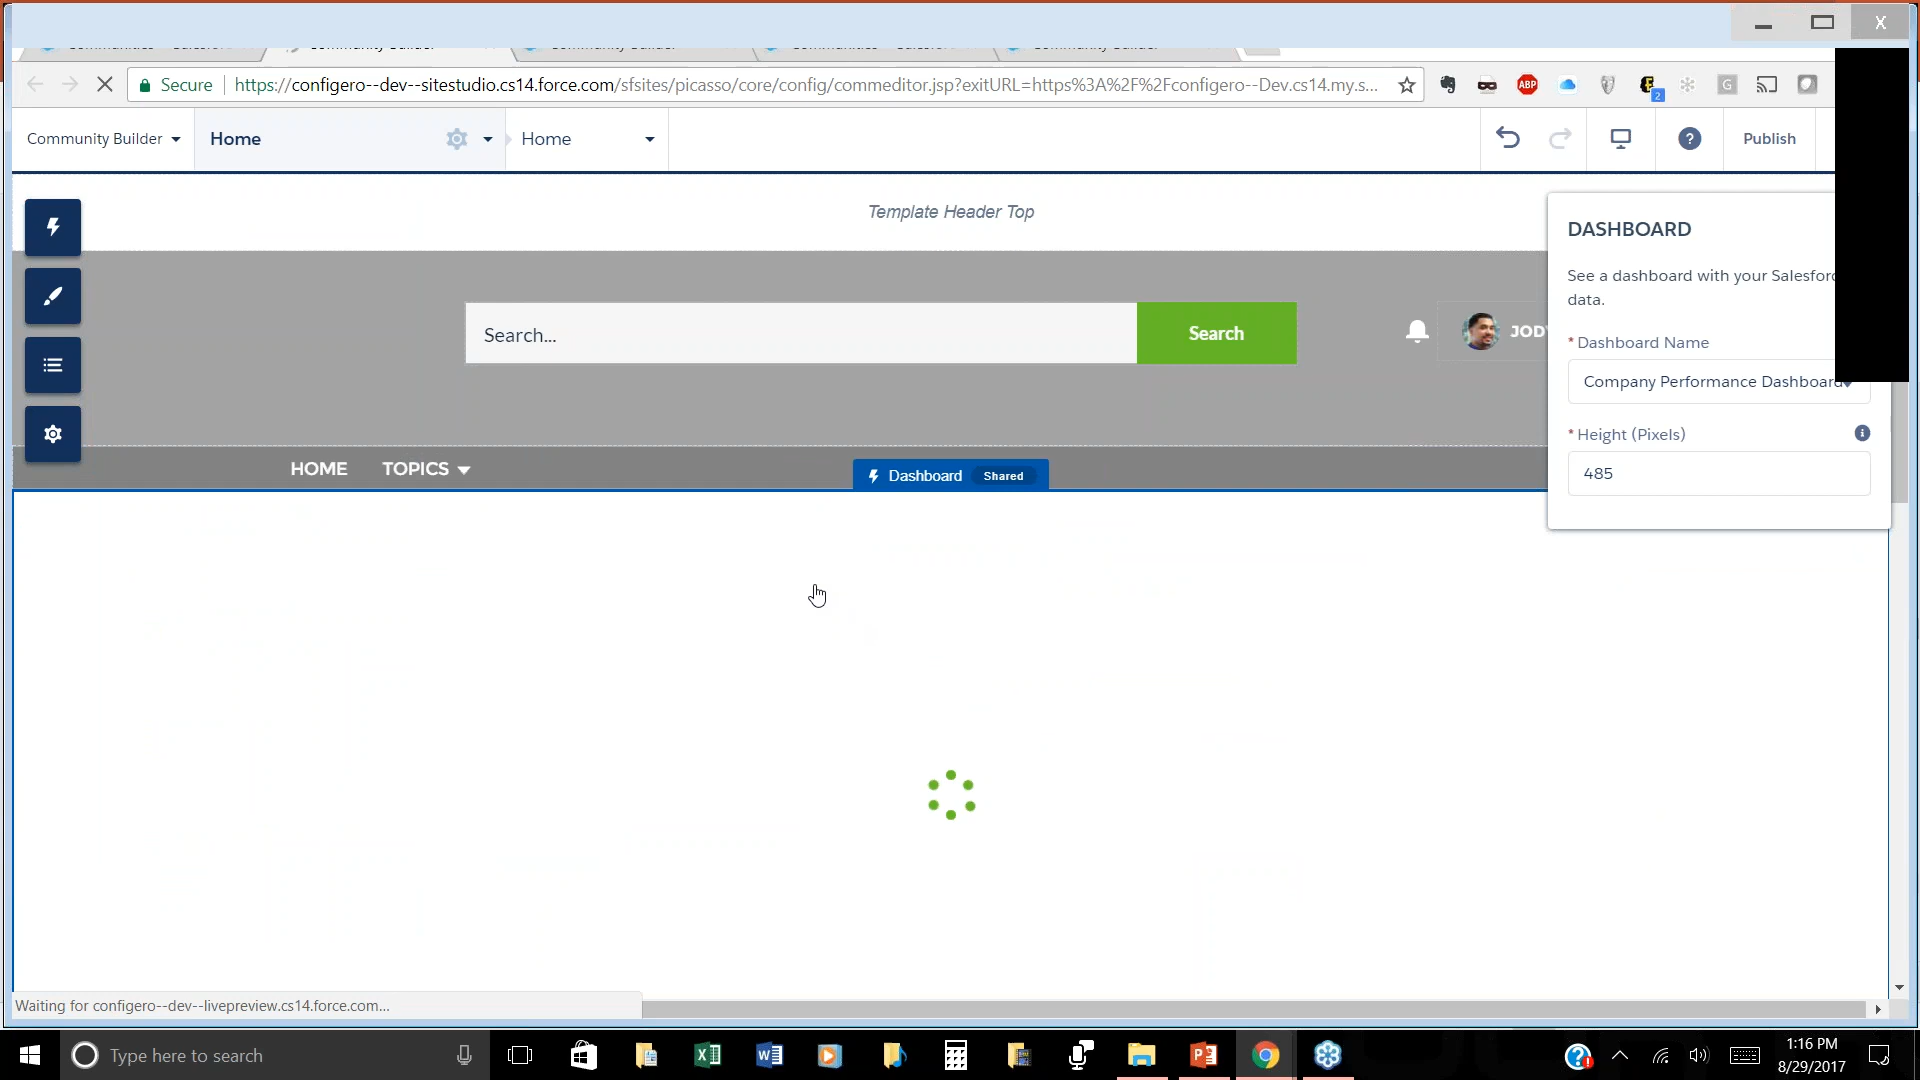 X
Secure
https://configero--dev--sitestudio.cs14.force.com/sfsites/picasso/core/config/commeditor.jsp?exitURL=https%3A%2F%2Fconfigero--Dev.cs14.my.s...
ABP
2
G
Community Builder
Home
Home
?
Publish
Template Header Top
Search...
Search
DASHBOARD
See a dashboard with your
data.
* Dashboard Name
Company Performance Dashboard
* Height (Pixels)
485
HOME
TOPICS
Dashboard
Shared
Waiting for configero--dev--livepreview.cs14.force.com...
Type here to search
1:16 PM
8/29/2017